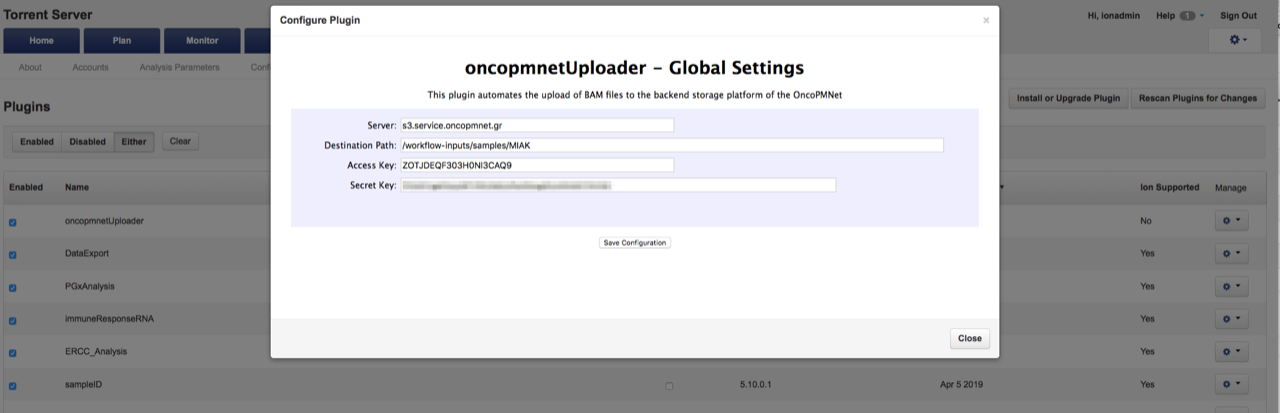 Torrent Server
Hi, ionadmin Help 1 Sign Out
Home Plan Monitor
About Accounts Analysis Parameters Conf
Plugins
Install or Upgrade Plugin Rescan Plugins for Changes
Enabled Disabled Either Clear
Configure Plugin ×
oncopmnetUploader – Global Settings
This plugin automates the upload of BAM files to the backend storage platform of the OncoPMNet
Server: s3.service.oncopmnet.gr
Destination Path: /workflow-inputs/samples/MIAK
Access Key: ZOTJDEQF303H0NI3CAQ9
Secret Key:
Save Configuration
Close
Enabled Name Ion Supported Manage
oncopmnetUploader No
DataExport Yes
PGxAnalysis Yes
immuneResponseRNA Yes
ERCC_Analysis Yes
sampleID 5.10.0.1 Apr 5 2019 Yes